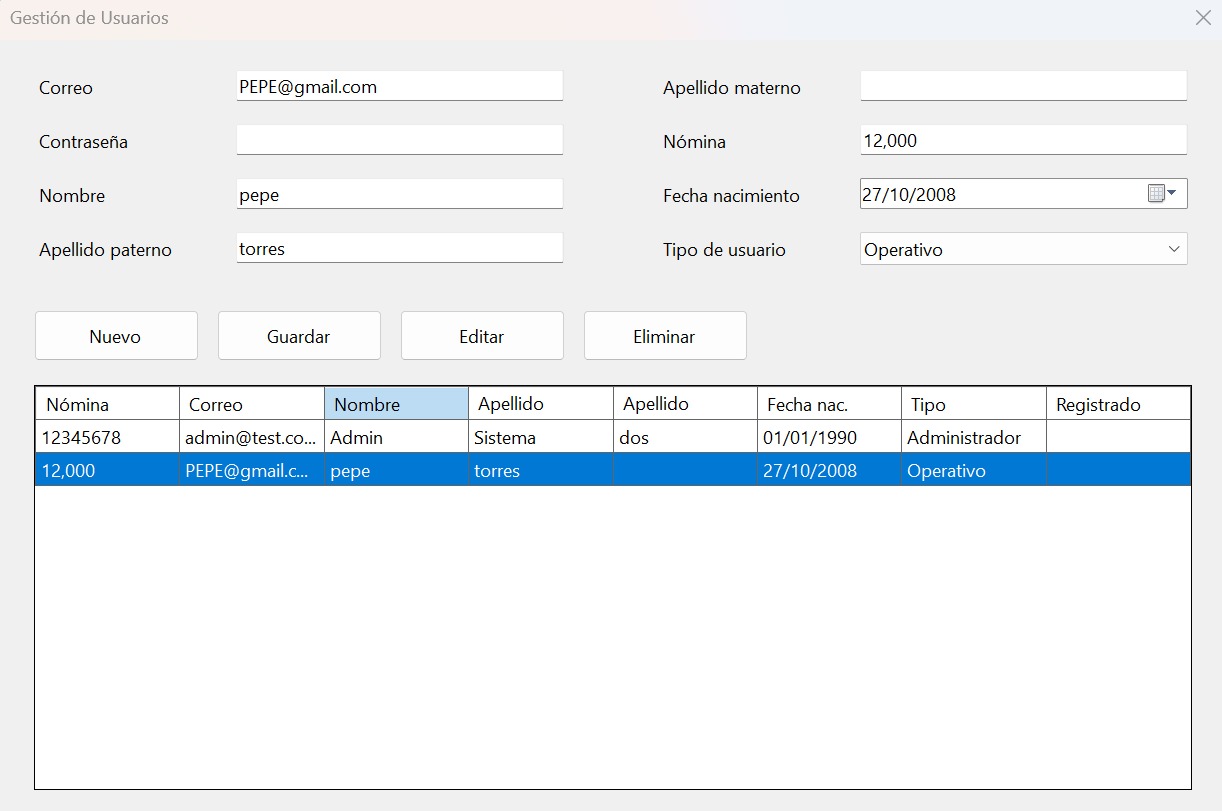 Gestión de Usuarios
Correo PEPE@gmail.com Apellido materno
Contraseña Nómina 12,000
Nombre pepe Fecha nacimiento 27/10/2008
Apellido paterno torres Tipo de usuario Operativo
Nuevo Guardar Editar Eliminar
Nómina Correo Nombre Apellido Apellido Fecha nac. Tipo Registrado
12345678 admin@test.co... Admin Sistema dos 01/01/1990 Administrador
12,000 PEPE@gmail.c... pepe torres 27/10/2008 Operativo